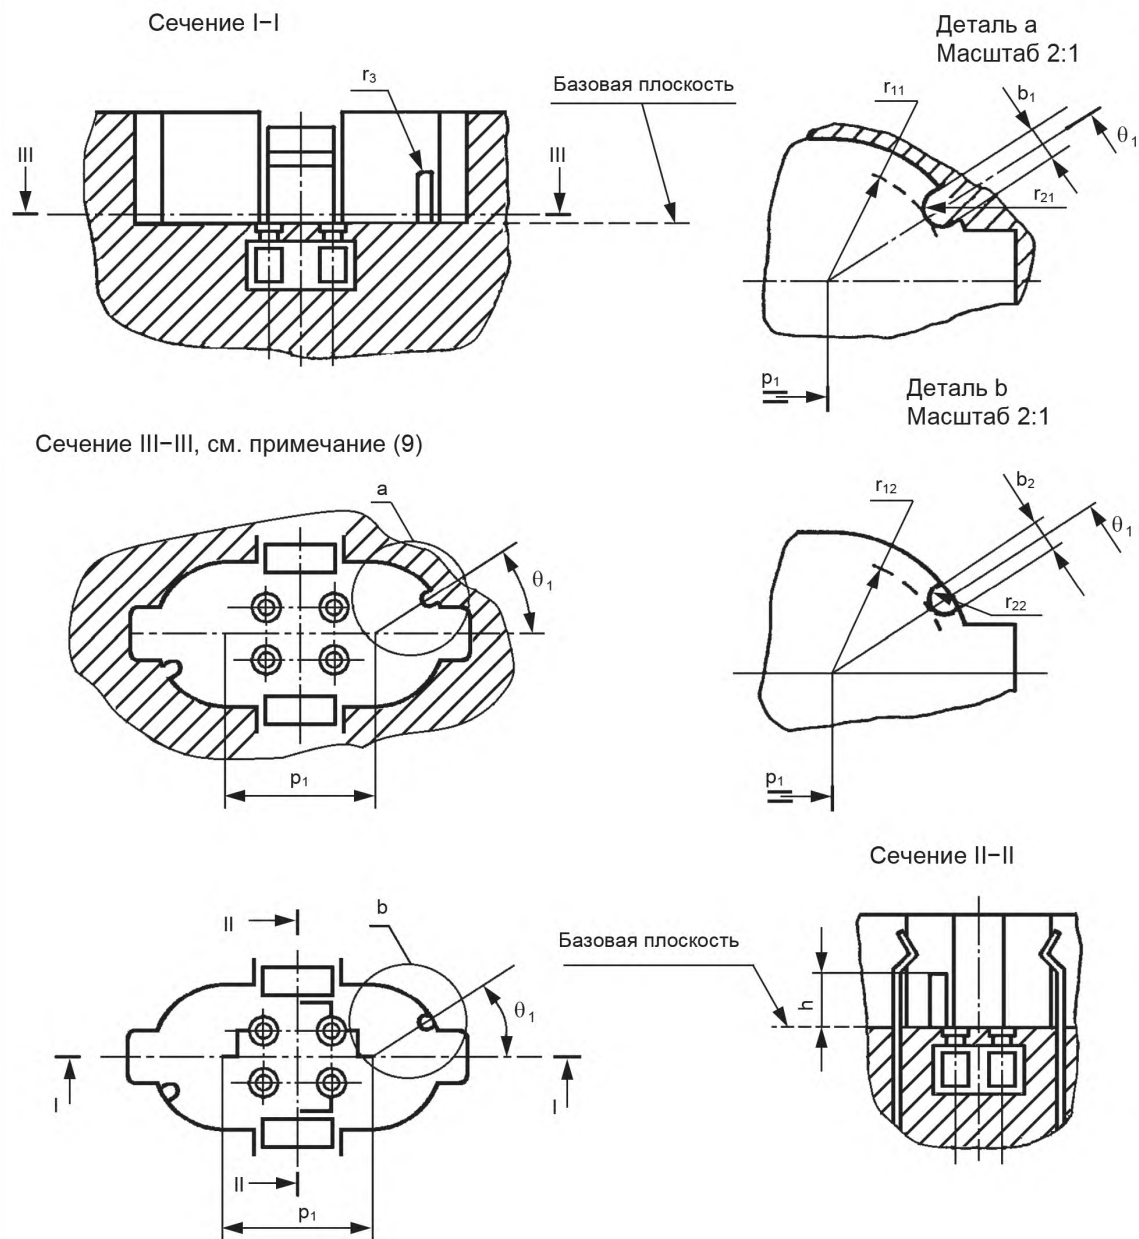 Сечение I−I
Деталь a
Масштаб 2:1
r3
Базовая плоскость
r11
b1
θ1
III
III
r21
p1
Деталь b
Масштаб 2:1
Сечение III−III, см. примечание (9)
a
θ1
r12
b2
θ1
r22
p1
p1
Сечение II−II
II
b
Базовая плоскость
θ1
h
I
I
II
p1